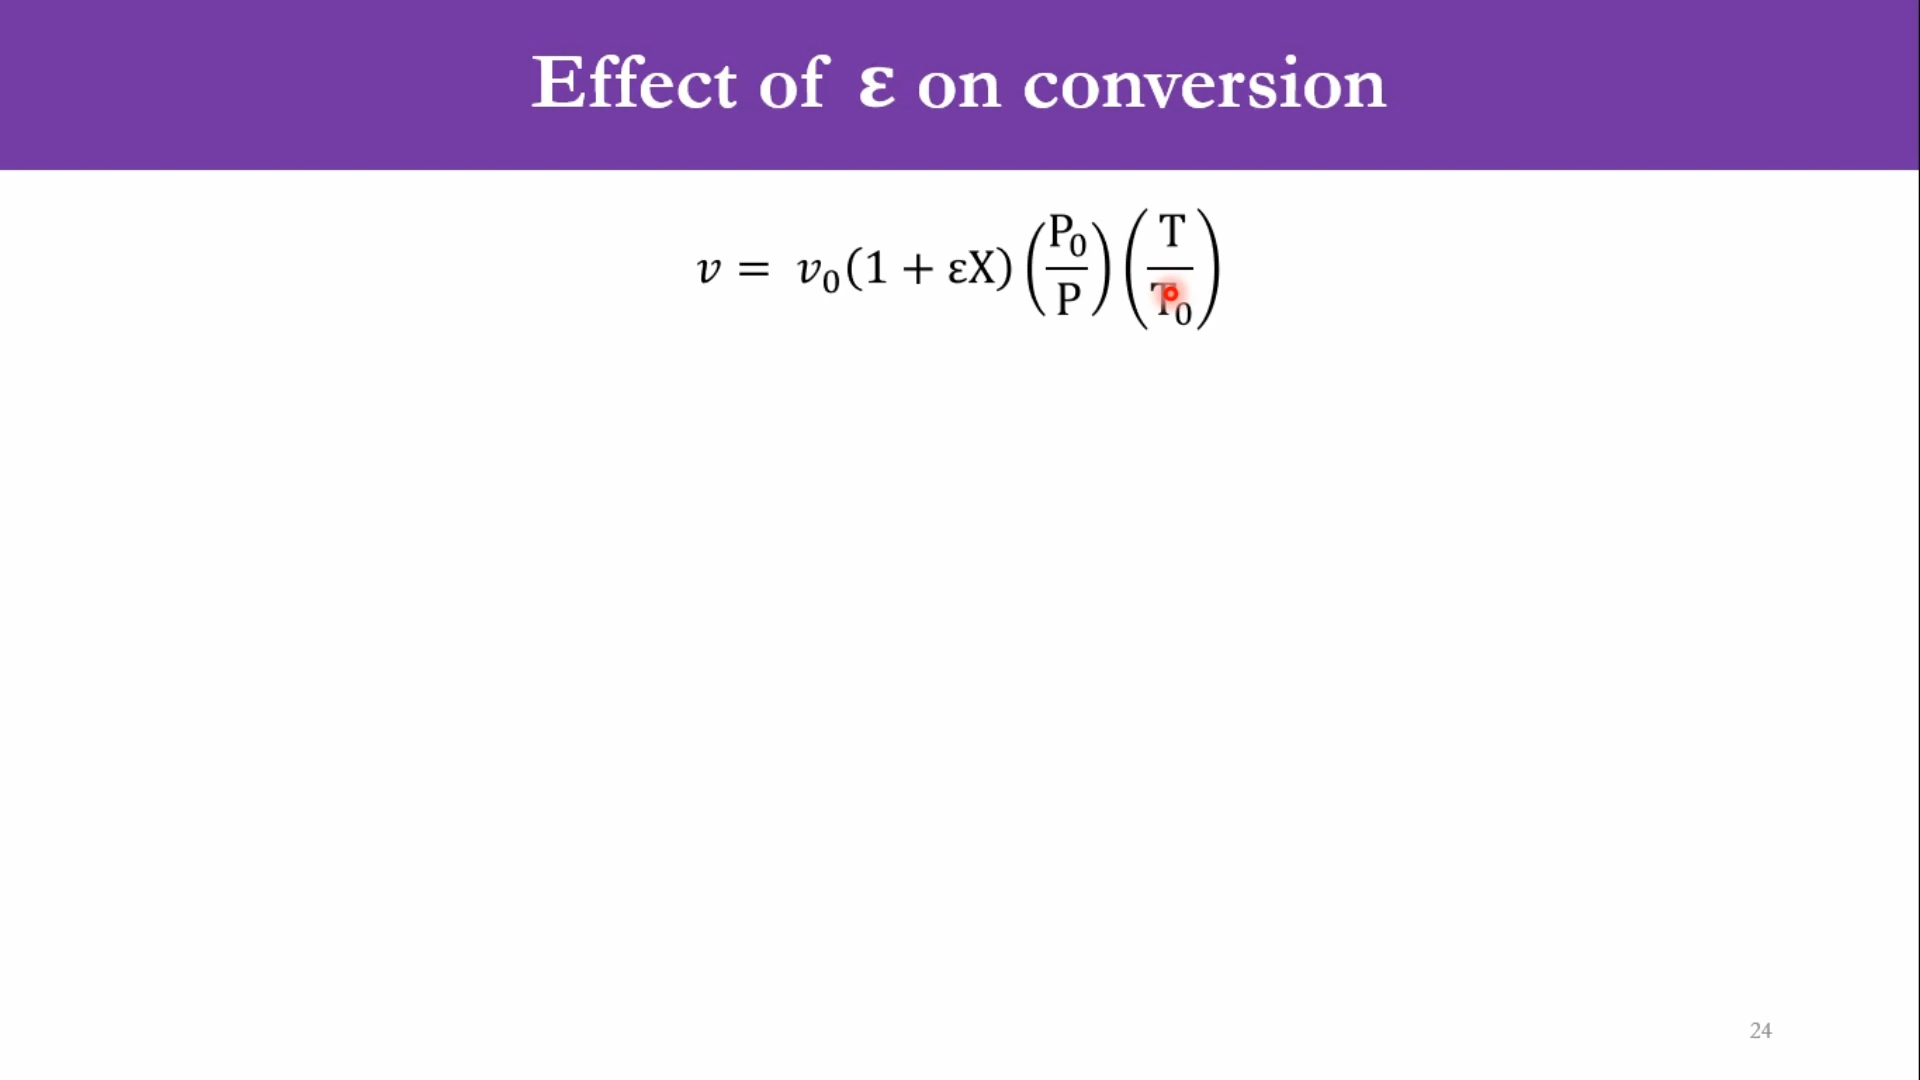 Effect of ε on conversion
v = v₀(1 + εX) (P₀/P) (T/T₀)
24